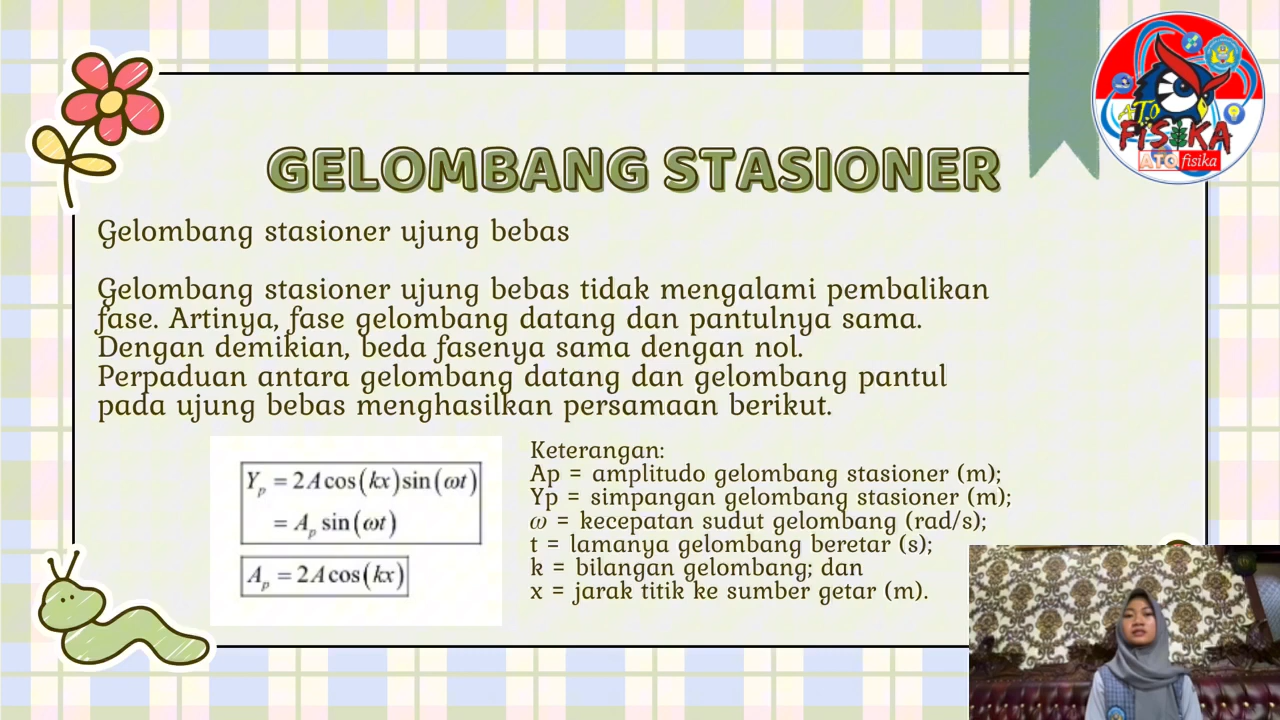 ATO
FISIKA
ATO fisika
GELOMBANG STASIONER
Gelombang stasioner ujung bebas
Gelombang stasioner ujung bebas tidak mengalami pembalikan
fase. Artinya, fase gelombang datang dan pantulnya sama.
Dengan demikian, beda fasenya sama dengan nol.
Perpaduan antara gelombang datang dan gelombang pantul
pada ujung bebas menghasilkan persamaan berikut.
Yₚ = 2A cos(kx) sin(ωt)
= Aₚ sin(ωt)
Aₚ = 2A cos(kx)
Keterangan:
Ap = amplitudo gelombang stasioner (m);
Yp = simpangan gelombang stasioner (m);
ω = kecepatan sudut gelombang (rad/s);
t = lamanya gelombang beretar (s);
k = bilangan gelombang; dan
x = jarak titik ke sumber getar (m).